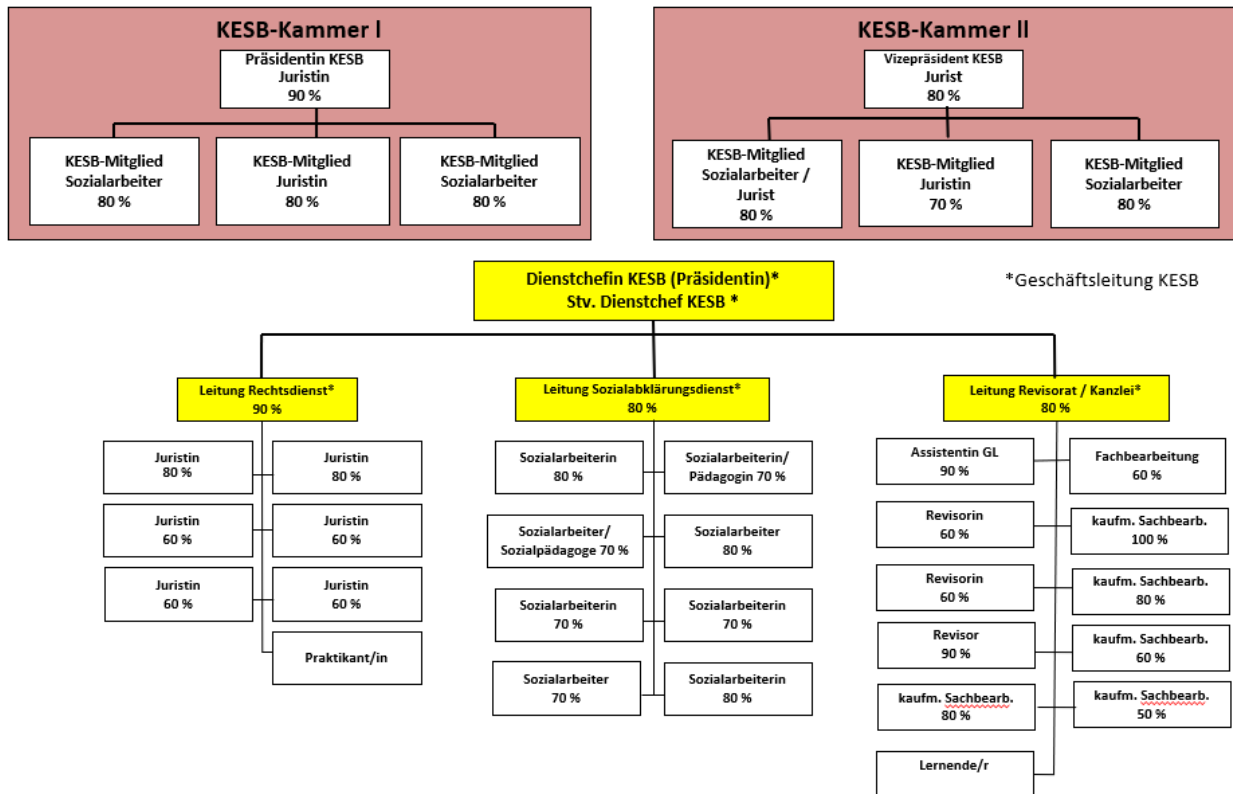 KESB-Kammer I
Präsidentin KESB
Juristin
90 %
KESB-Mitglied
Sozialarbeiter
80 %
KESB-Mitglied
Juristin
80 %
KESB-Mitglied
Sozialarbeiter
80 %
KESB-Kammer II
Vizepräsident KESB
Jurist
80 %
KESB-Mitglied
Sozialarbeiter /
Jurist
80 %
KESB-Mitglied
Juristin
70 %
KESB-Mitglied
Sozialarbeiter
80 %
Dienstchefin KESB (Präsidentin)*
Stv. Dienstchef KESB *
*Geschäftsleitung KESB
Leitung Rechtsdienst*
90 %
Juristin
80 %
Juristin
80 %
Juristin
60 %
Juristin
60 %
Juristin
60 %
Juristin
60 %
Praktikant/in
Leitung Sozialabklärungsdienst*
80 %
Sozialarbeiterin
80 %
Sozialarbeiterin/
Pädagogin 70 %
Sozialarbeiter/
Sozialpädagoge 70 %
Sozialarbeiter
80 %
Sozialarbeiterin
70 %
Sozialarbeiterin
70 %
Sozialarbeiter
70 %
Sozialarbeiterin
80 %
Leitung Revisorat / Kanzlei*
80 %
Assistentin GL
90 %
Fachbearbeitung
60 %
Revisorin
60 %
kaufm. Sachbearb.
100 %
Revisorin
60 %
kaufm. Sachbearb.
80 %
Revisor
90 %
kaufm. Sachbearb.
60 %
kaufm. Sachbearb.
80 %
kaufm. Sachbearb.
50 %
Lernende/r